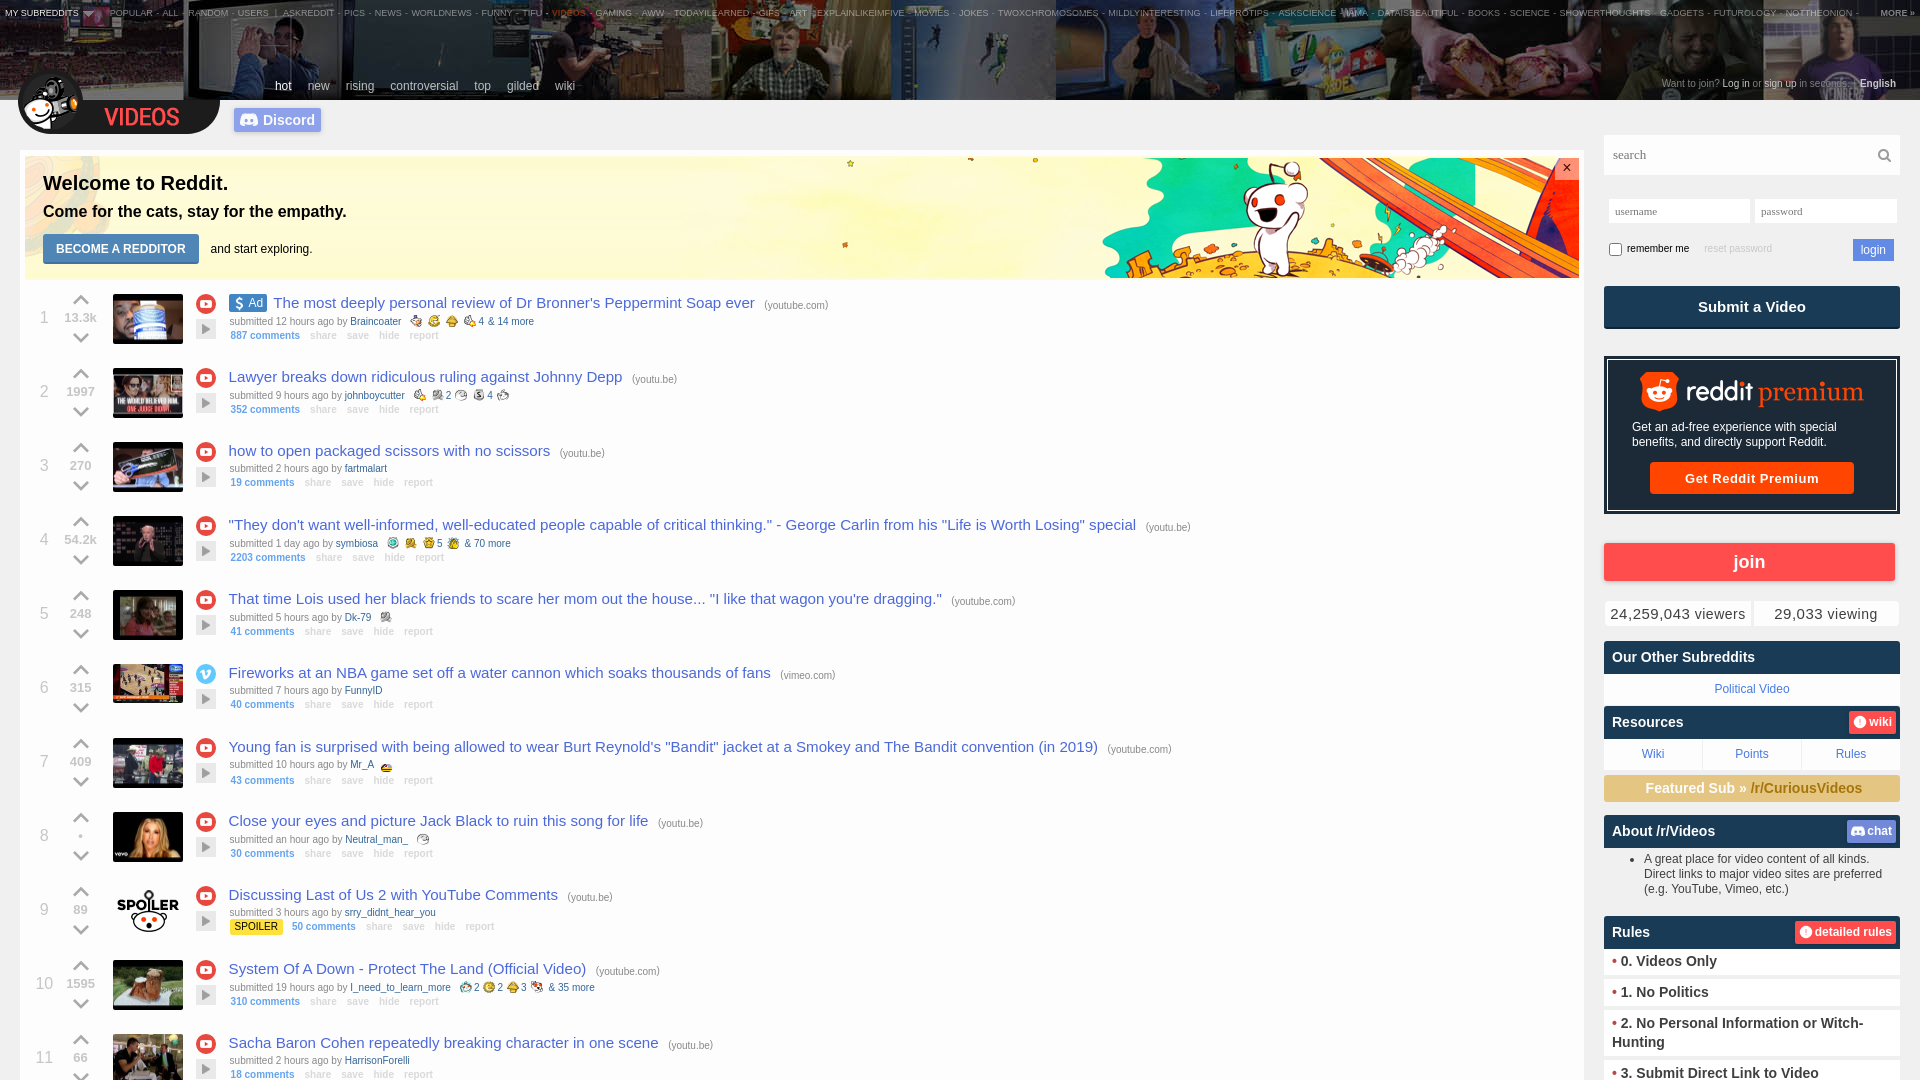 MY SUBREDDITS POPULAR - ALL - RANDOM - USERS | ASKREDDIT - PICS - NEWS - WORLDNEWS - FUNNY - TIFU - VIDEOS - GAMING - AWW - TODAYILEARNED - GIFS - ART - EXPLAINLIKEIMFIVE - MOVIES - JOKES - TWOXCHROMOSOMES - MILDLYINTERESTING - LIFEPROTIPS - ASKSCIENCE - IAMA - DATAISBEAUTIFUL - BOOKS - SCIENCE - SHOWERTHOUGHTS - GADGETS - FUTUROLOGY - NOTTHEONION - MORE »
hot new rising controversial top gilded wiki
Want to join? Log in or sign up in seconds. | English
VIDEOS
Discord
Welcome to Reddit.
Come for the cats, stay for the empathy.
BECOME A REDDITOR and start exploring.
×
1 13.3k
$ Ad The most deeply personal review of Dr Bronner's Peppermint Soap ever (youtube.com)
submitted 12 hours ago by Braincoater 4 & 14 more
887 comments share save hide report
2 1997
THE WORLD BELIEVED HIM.
ONE JUDGE DIDN'T.
Lawyer breaks down ridiculous ruling against Johnny Depp (youtu.be)
submitted 9 hours ago by johnboycutter 2 4
352 comments share save hide report
3 270
how to open packaged scissors with no scissors (youtu.be)
submitted 2 hours ago by fartmalart
19 comments share save hide report
4 54.2k
"They don't want well-informed, well-educated people capable of critical thinking." - George Carlin from his "Life is Worth Losing" special (youtu.be)
submitted 1 day ago by symbiosa 5 & 70 more
2203 comments share save hide report
5 248
That time Lois used her black friends to scare her mom out the house... "I like that wagon you're dragging." (youtube.com)
submitted 5 hours ago by Dk-79
41 comments share save hide report
6 315
Fireworks at an NBA game set off a water cannon which soaks thousands of fans (vimeo.com)
submitted 7 hours ago by FunnyID
40 comments share save hide report
7 409
Young fan is surprised with being allowed to wear Burt Reynold's "Bandit" jacket at a Smokey and The Bandit convention (in 2019) (youtube.com)
submitted 10 hours ago by Mr_A
43 comments share save hide report
8 •
vevo
Close your eyes and picture Jack Black to ruin this song for life (youtu.be)
submitted an hour ago by Neutral_man_
30 comments share save hide report
9 89
SPOILER
Discussing Last of Us 2 with YouTube Comments (youtu.be)
submitted 3 hours ago by srry_didnt_hear_you
SPOILER 50 comments share save hide report
10 1595
System Of A Down - Protect The Land (Official Video) (youtube.com)
submitted 19 hours ago by I_need_to_learn_more 2 2 3 & 35 more
310 comments share save hide report
11 66
Sacha Baron Cohen repeatedly breaking character in one scene (youtu.be)
submitted 2 hours ago by HarrisonForelli
18 comments share save hide report
search
username password
remember me reset password login
Submit a Video
reddit premium
Get an ad-free experience with special
benefits, and directly support Reddit.
Get Reddit Premium
join
24,259,043 viewers 29,033 viewing
Our Other Subreddits
Political Video
Resources wiki
Wiki Points Rules
Featured Sub » /r/CuriousVideos
About /r/Videos chat
• A great place for video content of all kinds.
Direct links to major video sites are preferred
(e.g. YouTube, Vimeo, etc.)
Rules detailed rules
• 0. Videos Only
• 1. No Politics
• 2. No Personal Information or Witch-
Hunting
• 3. Submit Direct Link to Video